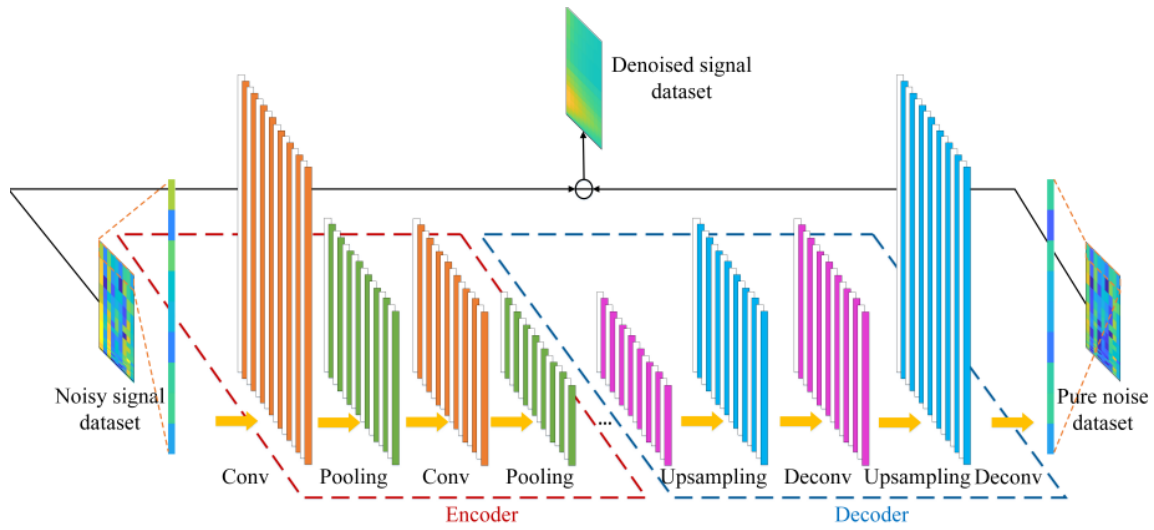 Denoised signal
dataset
Noisy signal
dataset
Pure noise
dataset
...
Conv
Pooling
Conv
Pooling
Upsampling
Deconv
Upsampling
Deconv
Encoder
Decoder